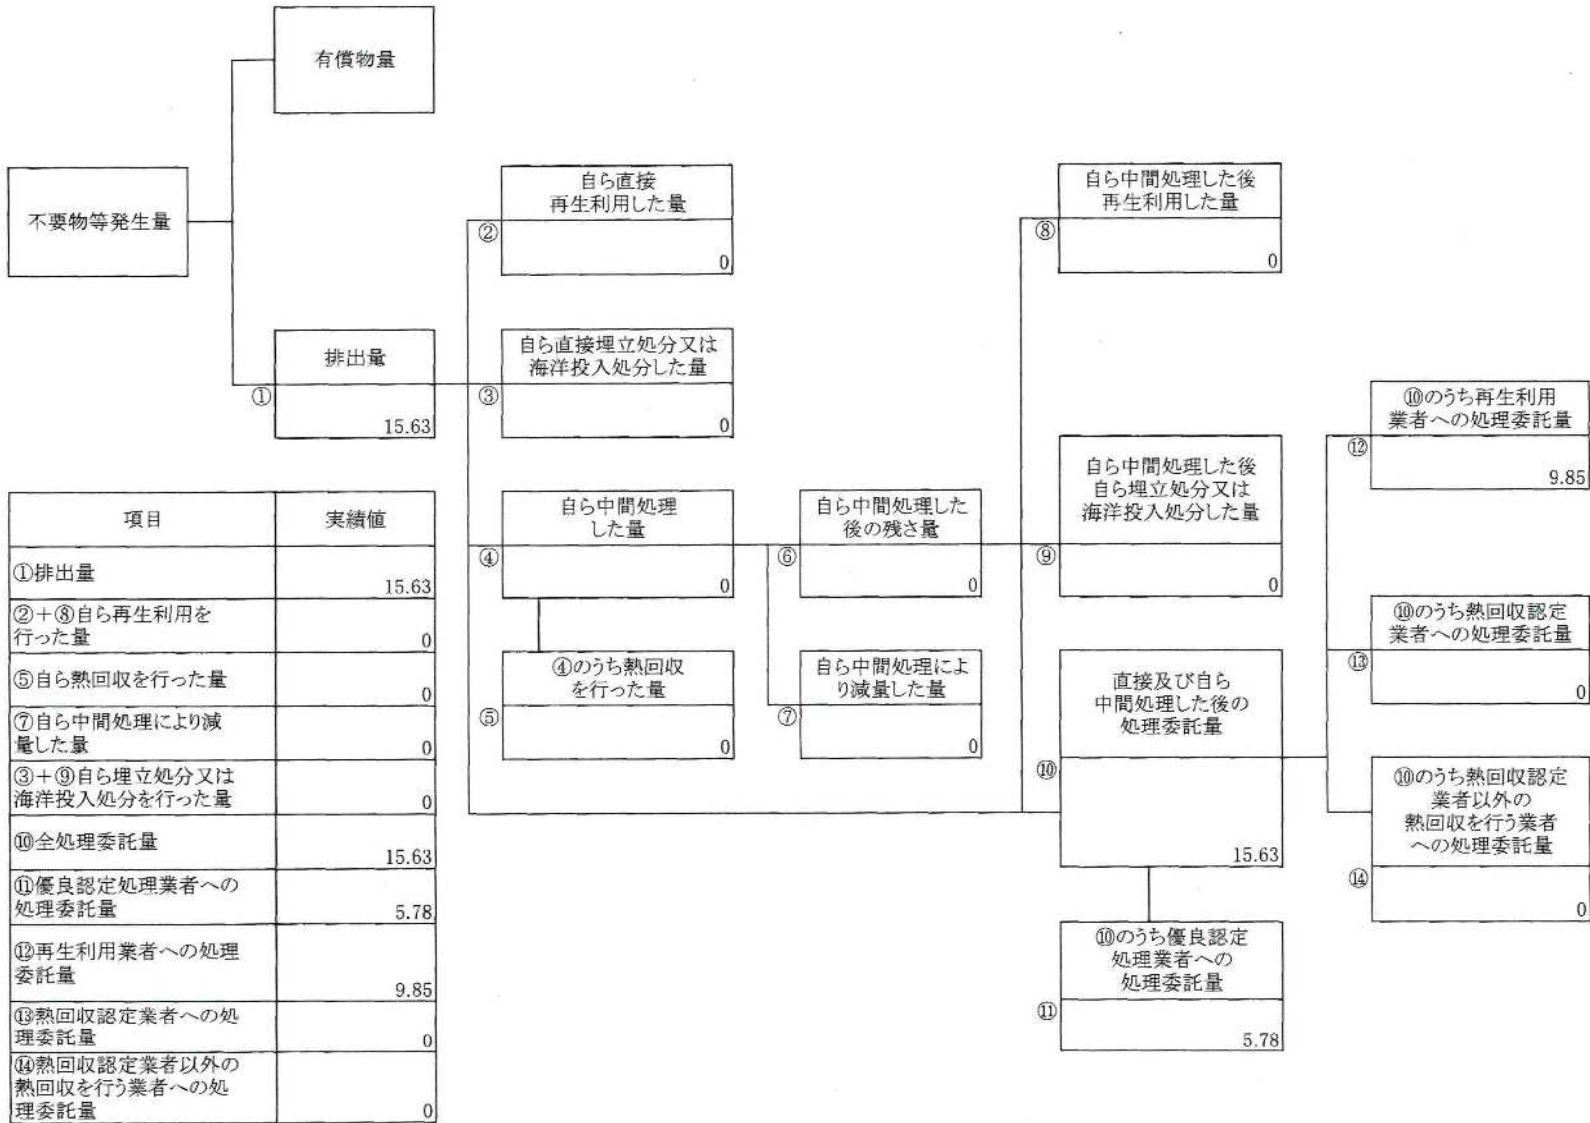 有償物量
不要物等発生量
排出量
①
15.63
自ら直接
再生利用した量
②
0
自ら直接埋立処分又は
海洋投入処分した量
③
0
自ら中間処理
した量
④
0
④のうち熱回収
を行った量
⑤
0
自ら中間処理した
後の残さ量
⑥
0
自ら中間処理によ
り減量した量
⑦
0
自ら中間処理した後
再生利用した量
⑧
0
自ら中間処理した後
自ら埋立処分又は
海洋投入処分した量
⑨
0
直接及び自ら
中間処理した後の
処理委託量
⑩
15.63
⑩のうち優良認定
処理業者への
処理委託量
⑪
5.78
⑩のうち再生利用
業者への処理委託量
⑫
9.85
⑩のうち熱回収認定
業者への処理委託量
⑬
0
⑩のうち熱回収認定
業者以外の
熱回収を行う業者
への処理委託量
⑭
0
項目 実績値
①排出量 15.63
②+⑧自ら再生利用を
行った量 0
⑤自ら熱回収を行った量 0
⑦自ら中間処理により減
量した量 0
③+⑨自ら埋立処分又は
海洋投入処分を行った量 0
⑩全処理委託量 15.63
⑪優良認定処理業者への
処理委託量 5.78
⑫再生利用業者への処理
委託量 9.85
⑬熱回収認定業者への処
理委託量 0
⑭熱回収認定業者以外の
熱回収を行う業者への処
理委託量 0